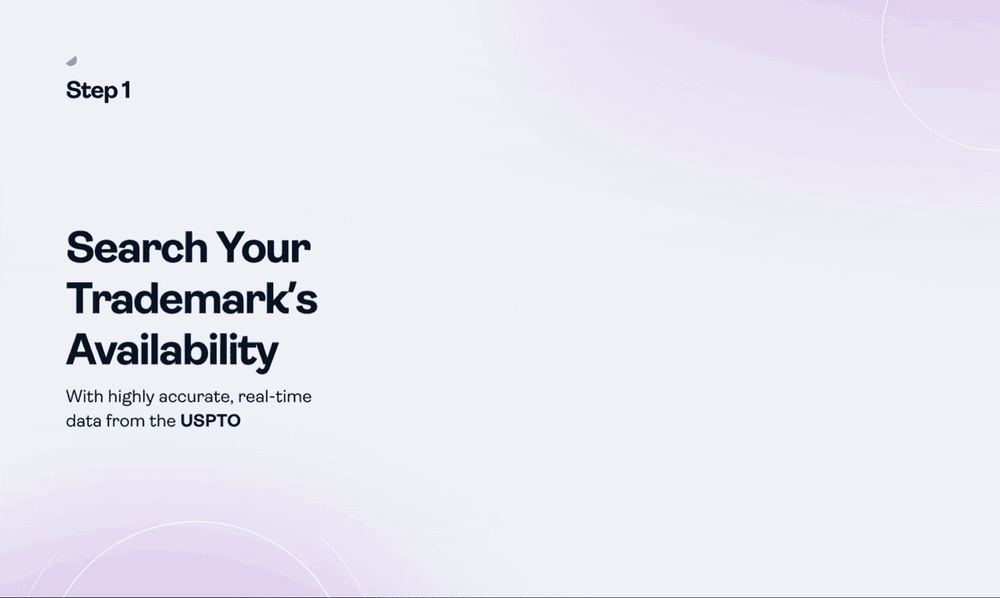 Step 1
Search Your
Trademark’s
Availability
With highly accurate, real-time
data from the USPTO